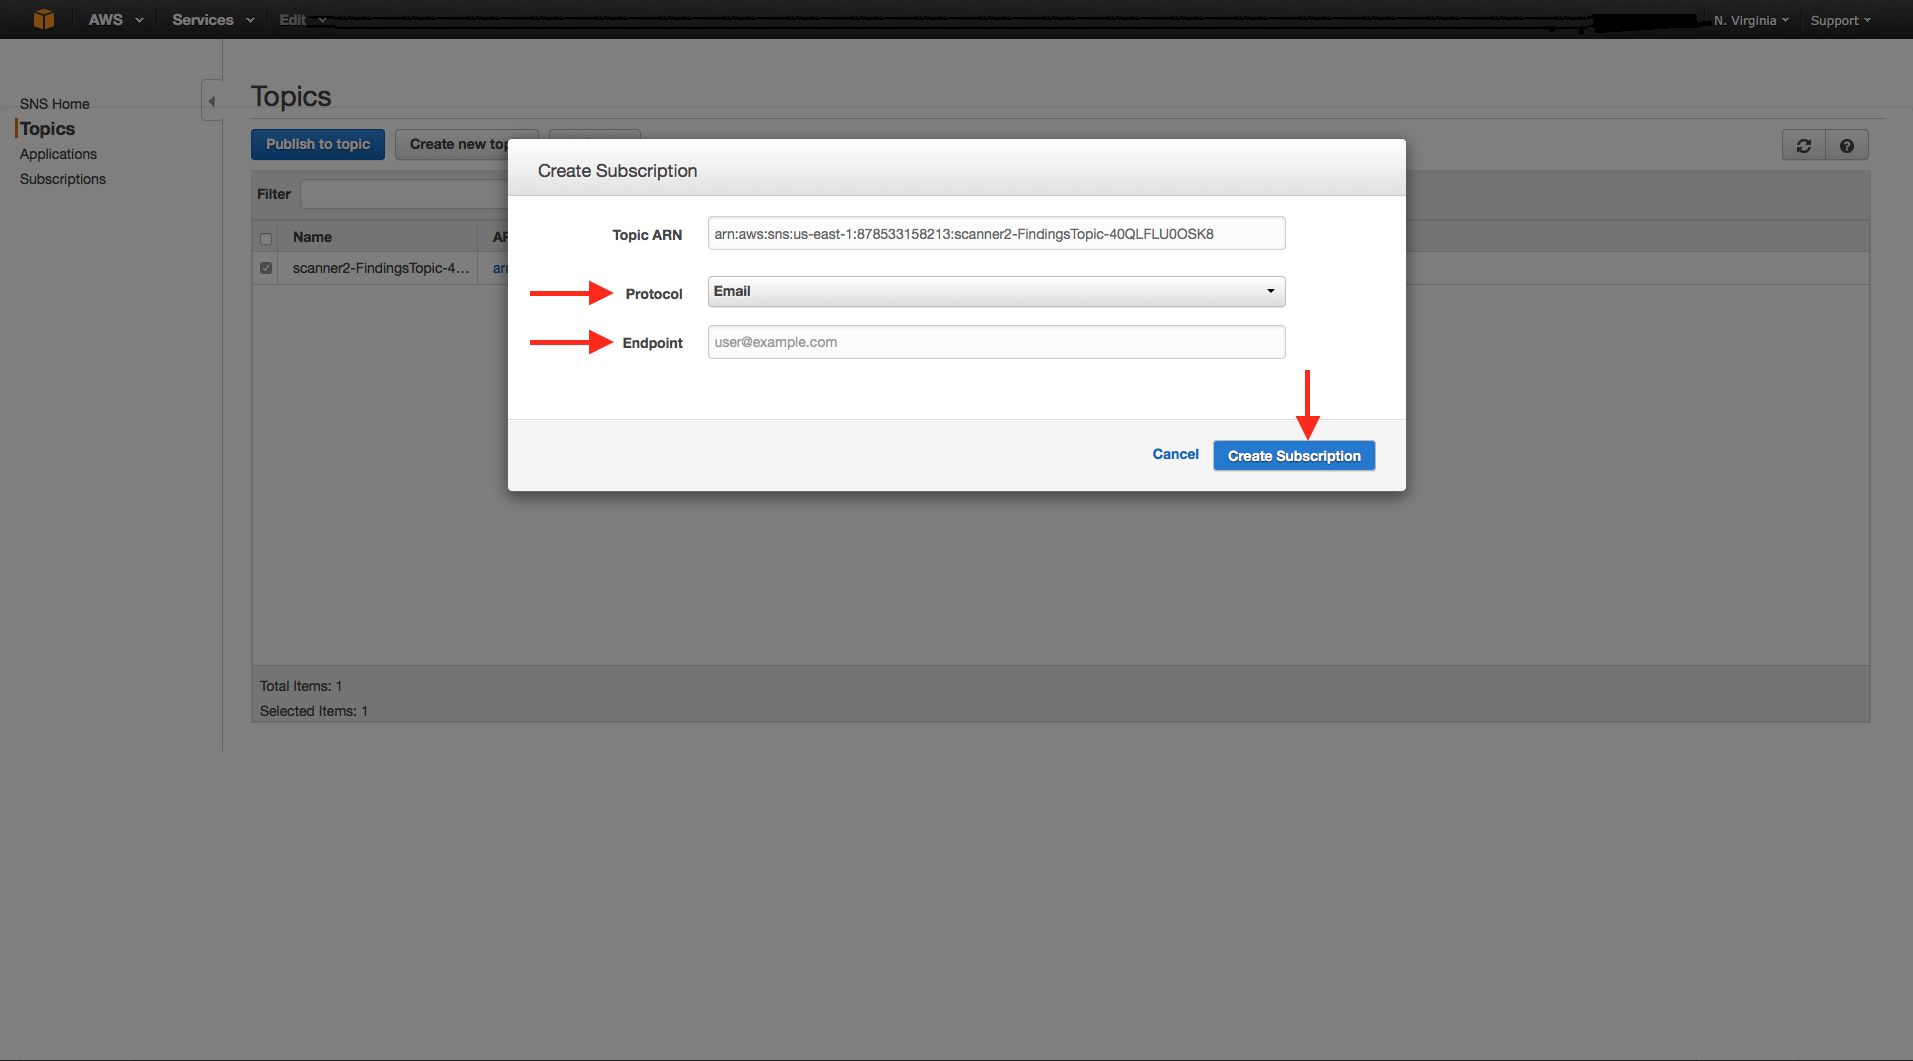 AWS Services Edit N. Virginia Support
SNS Home
Topics
Applications
Subscriptions
Topics
Publish to topic Create new top
Filter
Name AR
scanner2-FindingsTopic-4... arn
Create Subscription
Topic ARN arn:aws:sns:us-east-1:878533158213:scanner2-FindingsTopic-40QLFLU0OSK8
Protocol Email
Endpoint user@example.com
Cancel Create Subscription
Total Items: 1
Selected Items: 1